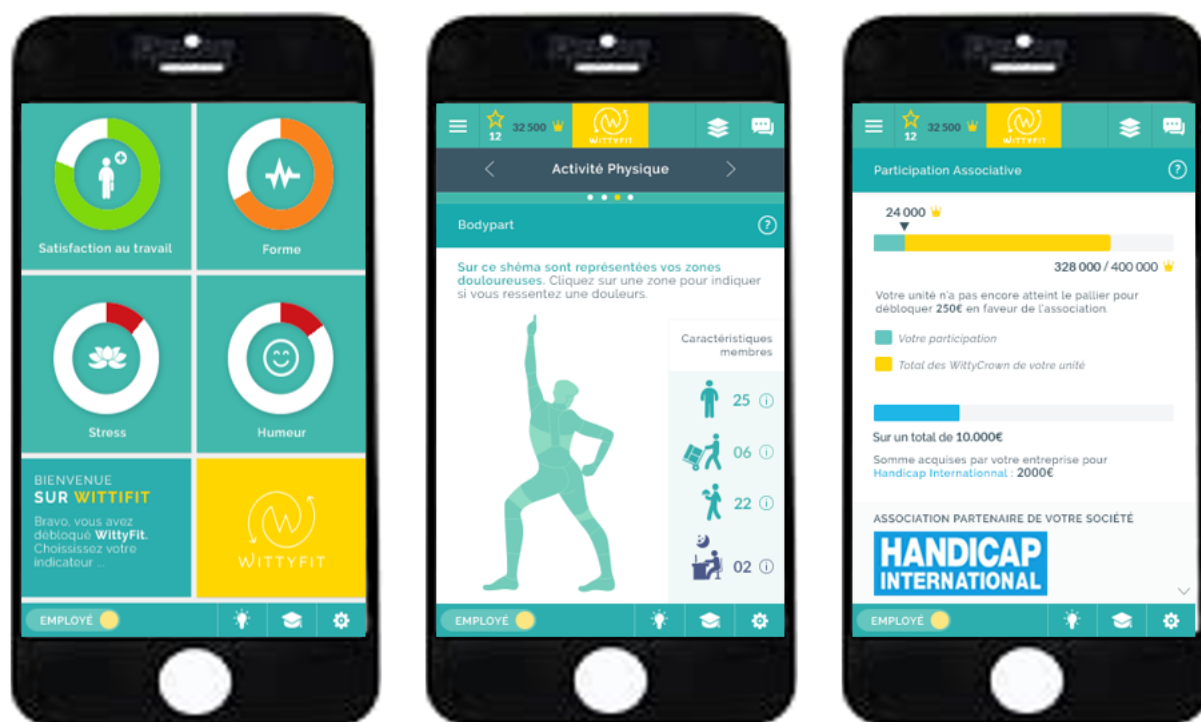 Satisfaction au travail
Forme
Stress
Humeur
BIENVENUE
SUR WITTIFIT
Bravo, vous avez
débloqué WittyFit.
Choississez votre
indicateur ...
WITTYFIT
EMPLOYÉ
12
32 500
WITTYFIT
Activité Physique
Bodypart
?
Sur ce shéma sont représentées vos zones
douloureuses. Cliquez sur une zone pour indiquer
si vous ressentez une douleurs.
Caractéristiques
membres
25
06
22
02
EMPLOYÉ
12
32 500
WITTYFIT
Participation Associative
?
24 000
328 000 / 400 000
Votre unité n'a pas encore atteint le pallier pour
débloquer 250€ en faveur de l'association.
Votre participation
Total des WittyCrown de votre unité
Sur un total de 10.000€
Somme acquises par votre entreprise pour
Handicap Internationnal : 2000€
ASSOCIATION PARTENAIRE DE VOTRE SOCIÉTÉ
HANDICAP
INTERNATIONAL
EMPLOYÉ